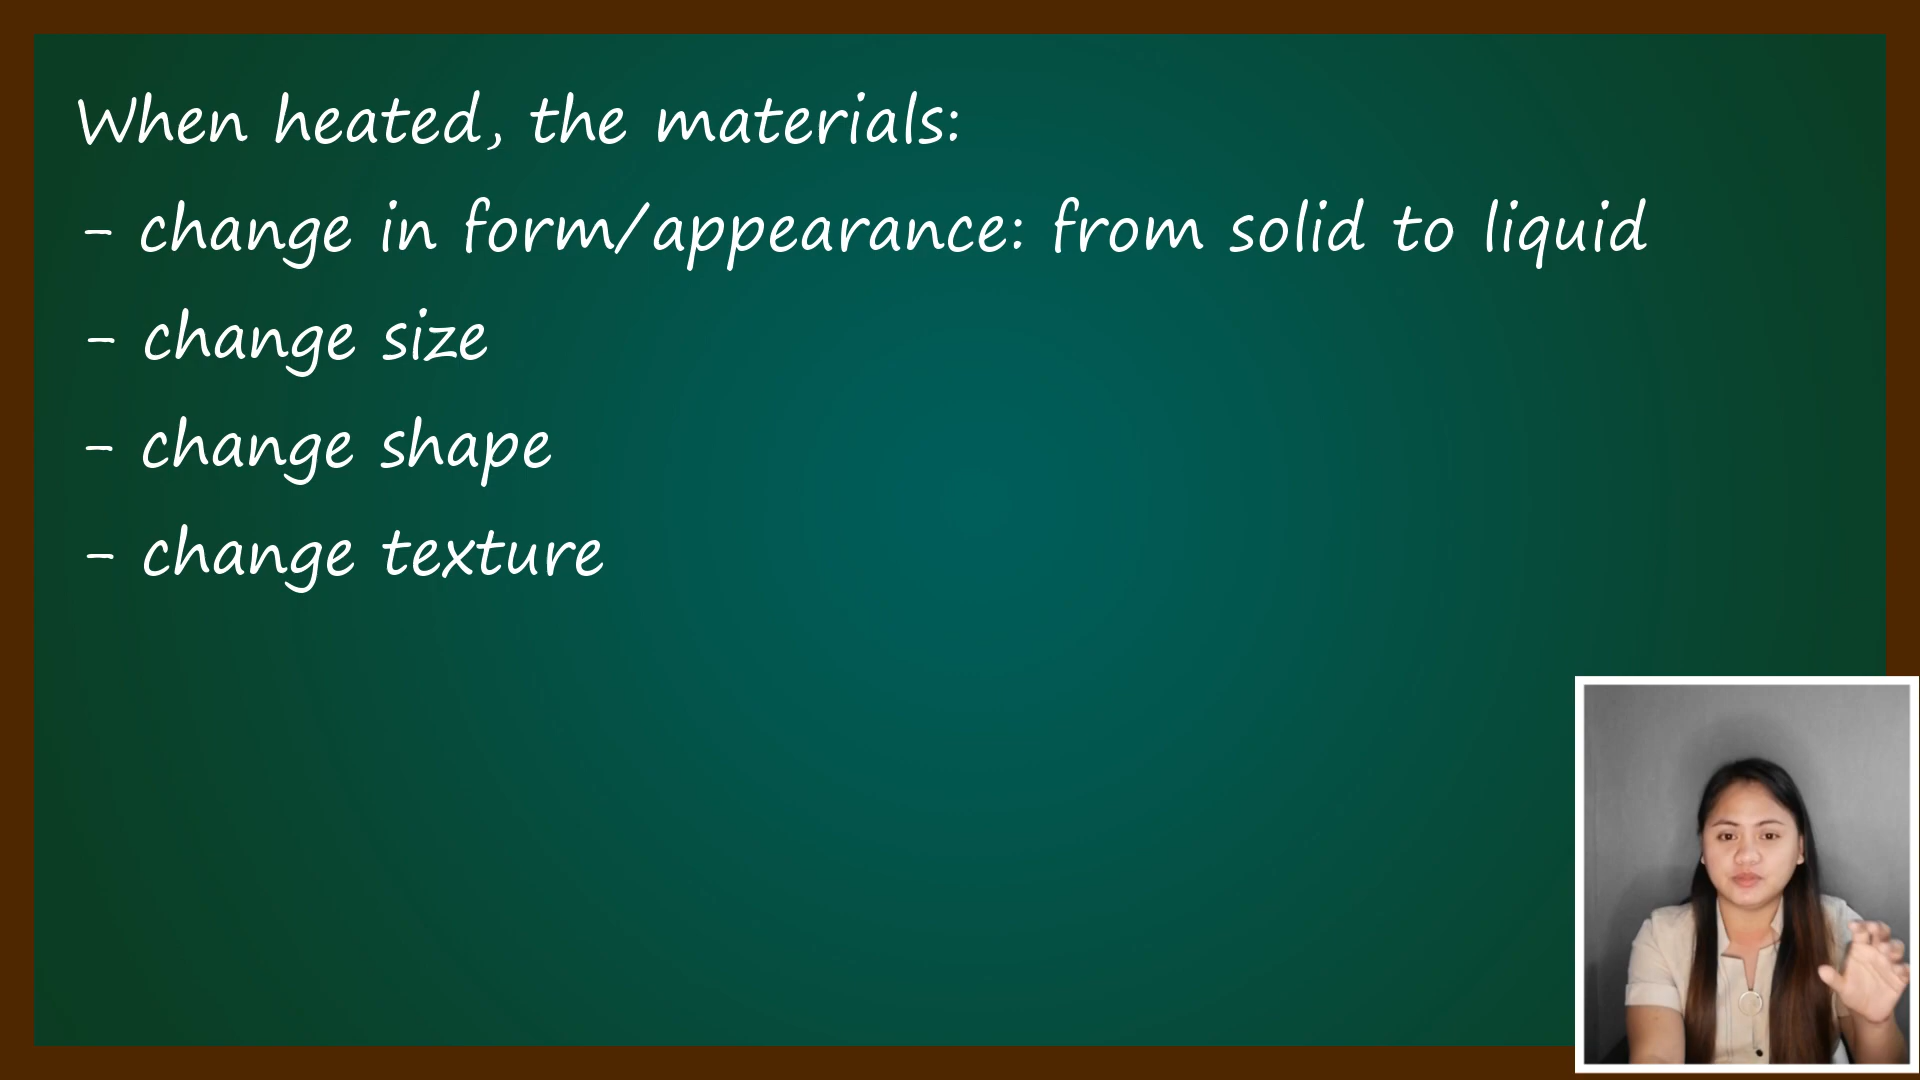 When heated, the materials:
- change in form/appearance: from solid to liquid
- change size
- change shape
- change texture